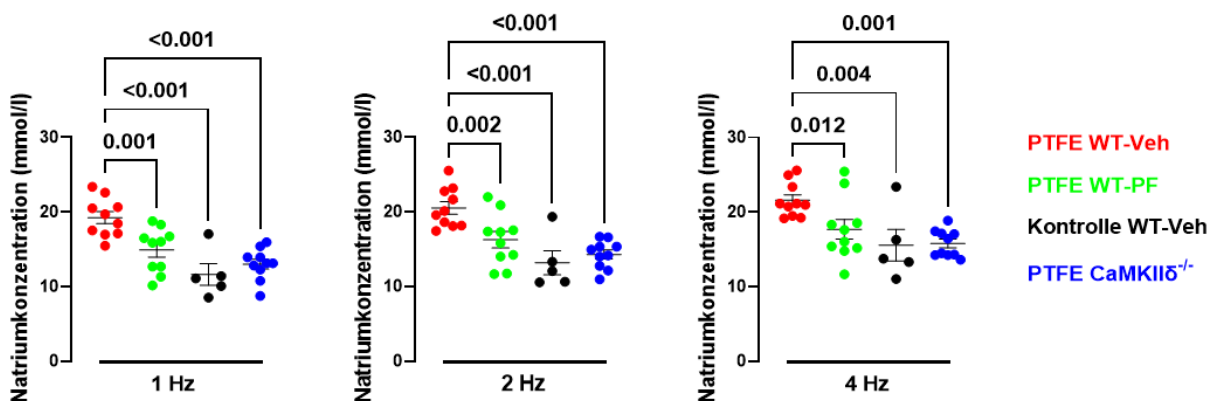 Natriumkonzentration (mmol/l)
30
20
10
0
<0.001
<0.001
0.001
1 Hz
Natriumkonzentration (mmol/l)
30
20
10
0
<0.001
<0.001
0.002
2 Hz
Natriumkonzentration (mmol/l)
30
20
10
0
0.001
0.004
0.012
4 Hz
PTFE WT-Veh
PTFE WT-PF
Kontrolle WT-Veh
PTFE CaMKIIδ⁻/⁻